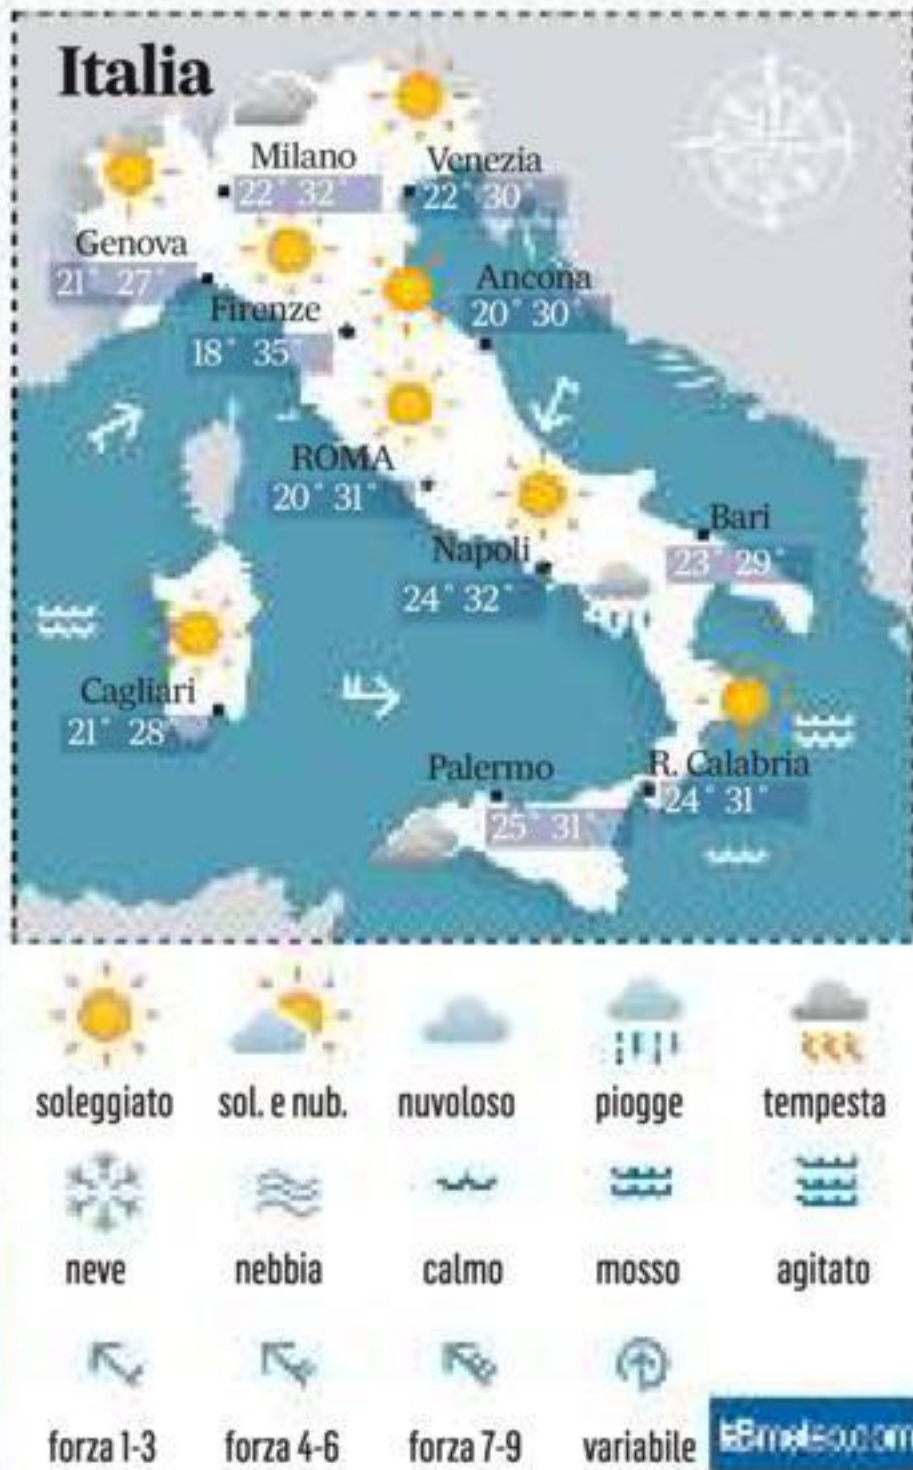 Italia
Milano
22° 32°
Venezia
22° 30°
Genova
21° 27°
Firenze
18° 35°
Ancona
20° 30°
ROMA
20° 31°
Bari
23° 29°
Napoli
24° 32°
Cagliari
21° 28°
Palermo
25° 31°
R. Calabria
24° 31°
soleggiato sol. e nub. nuvoloso piogge tempesta
neve nebbia calmo mosso agitato
forza 1-3 forza 4-6 forza 7-9 variabile